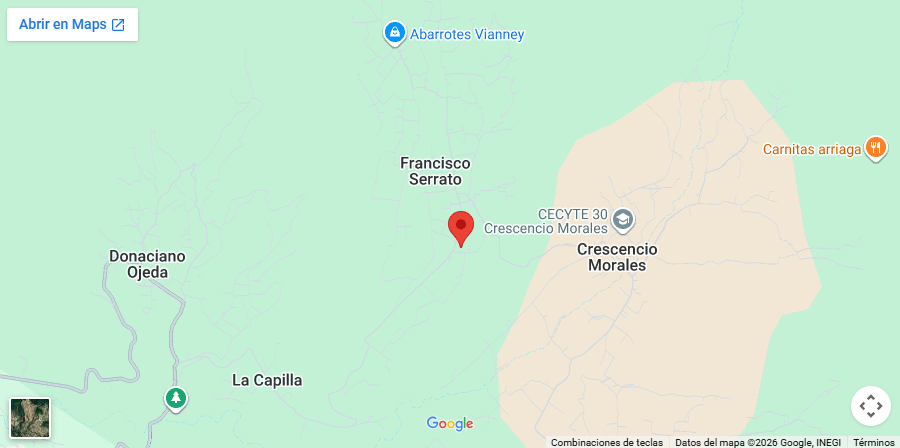 Abrir en Maps
Abarrotes Vianney
Carnitas arriaga
Francisco
Serrato
CECYTE 30
Crescencio Morales
Crescencio
Morales
Donaciano
Ojeda
La Capilla
Google
Combinaciones de teclas
Datos del mapa ©2026 Google, INEGI
Términos